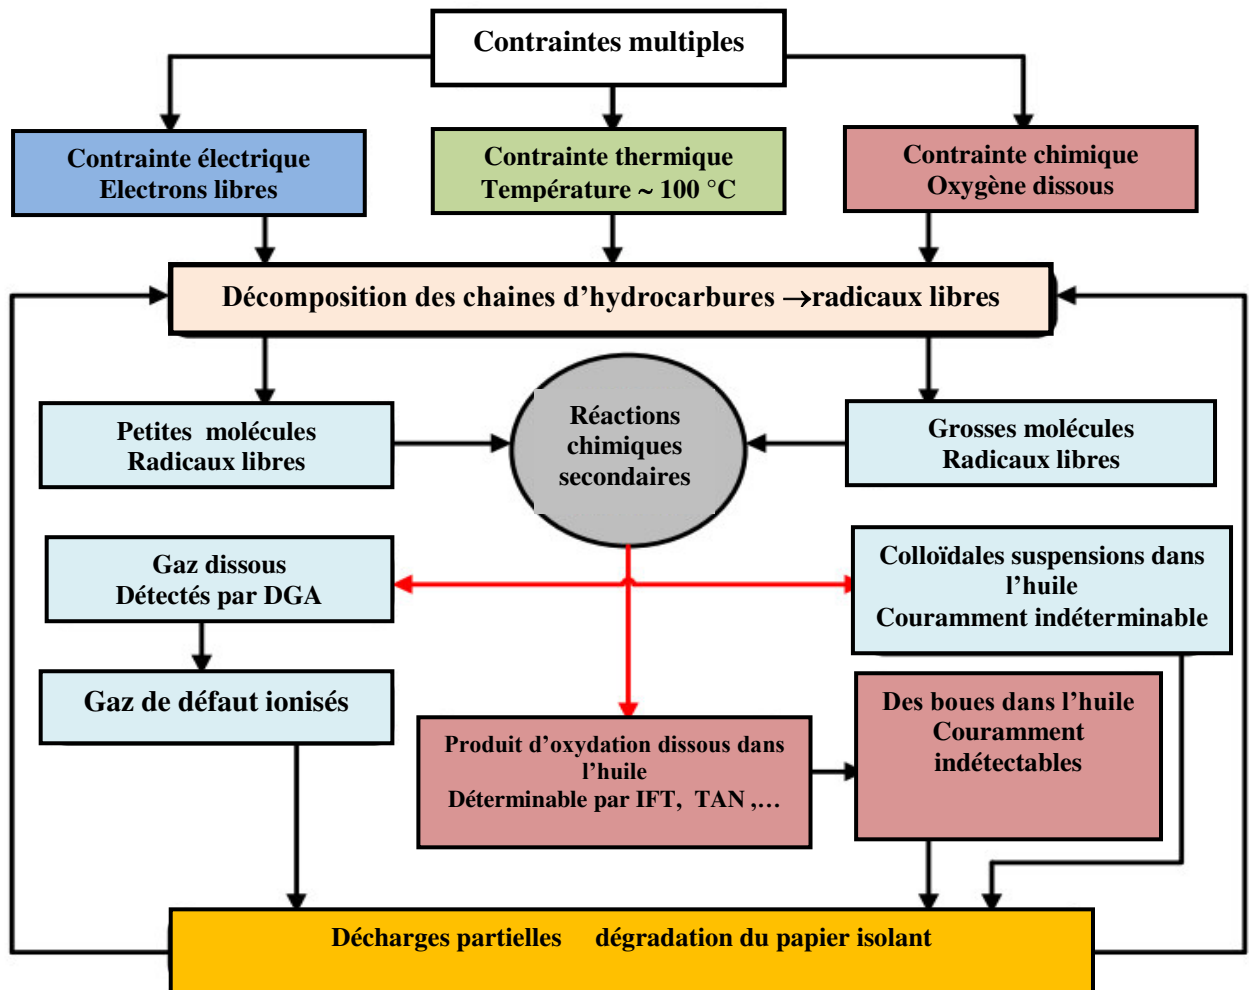 Contraintes multiples
Contrainte électrique
Electrons libres
Contrainte thermique
Température ~ 100 °C
Contrainte chimique
Oxygène dissous
Décomposition des chaines d’hydrocarbures →radicaux libres
Petites  molécules
Radicaux libres
Réactions
chimiques
secondaires
Grosses molécules
Radicaux libres
Gaz dissous
Détectés par DGA
Colloïdales suspensions dans
l’huile
Couramment indéterminable
Gaz de défaut ionisés
Produit d’oxydation dissous dans
l’huile
Déterminable par IFT,  TAN ,…
Des boues dans l’huile
Couramment
indétectables
Décharges partielles     dégradation du papier isolant